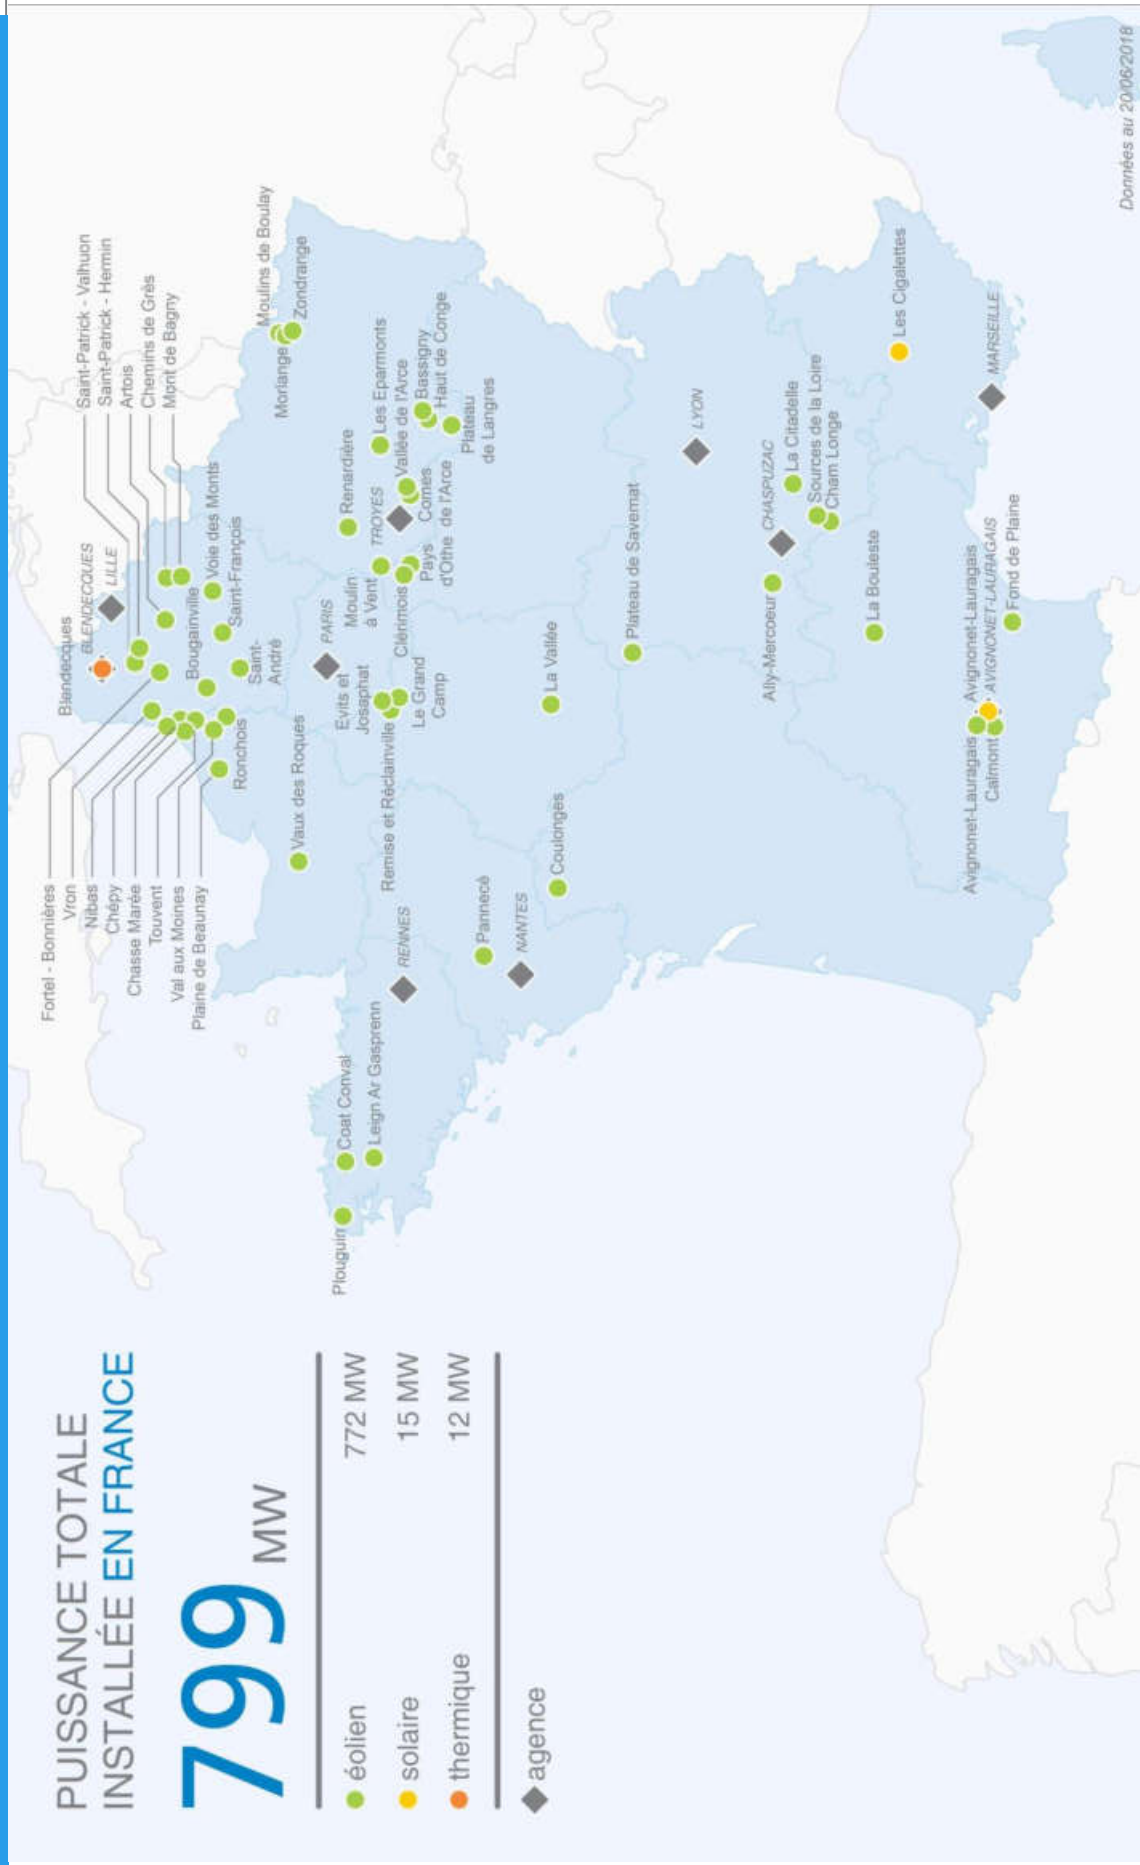 PUISSANCE TOTALE
INSTALLÉE EN FRANCE
799 MW
éolien 772 MW
solaire 15 MW
thermique 12 MW
agence
Fortel - Bonnières
Vron
Nibas
Chépy
Chasse Marée
Touvent
Val aux Moines
Plaine de Beaunay
Blendecques
BLENDECQUES
LILLE
Saint-Patrick - Valhuon
Saint-Patrick - Hermin
Artois
Chemins de Grès
Mont de Bagny
Bougainville
Voie des Monts
Saint-François
Saint-
André
Ronchois
Vaux des Roques
Moulins de Boulay
Morlange
Zondrange
PARIS
Renardière
Moulin
à Vent
TROYES
Les Eparmonts
Evits et
Josaphat
Clérimois
Vallée de l'Arce
Bassigny
Haut de Conge
Remise et Réclainville
Le Grand
Camp
Pays
d'Othe
Comes
de l'Arce
Plateau
de Langres
Plouguin
Coat Conval
Leign Ar Gasprenn
RENNES
Pannecé
NANTES
La Vallée
Coulonges
Plateau de Savernat
LYON
Ally-Mercoeur
CHASPUZAC
La Citadelle
Sources de la Loire
Cham Longe
La Bouleste
Les Cigalettes
Avignonet-Lauragais
Avignonet-Lauragais
AVIGNONET-LAURAGAIS
Calmont
Fond de Plaine
MARSEILLE
Données au 20/06/2018